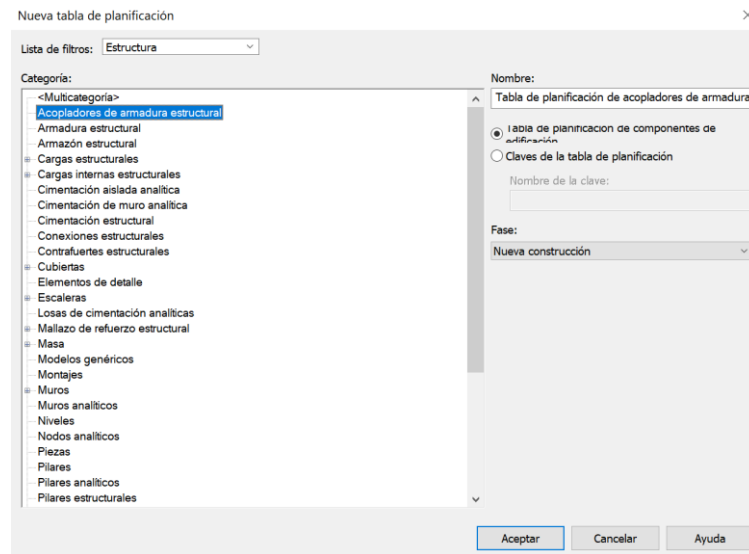 Nueva tabla de planificación
Lista de filtros: Estructura
Categoría:
<Multicategoría>
Acopladores de armadura estructural
Armadura estructural
Armazón estructural
Cargas estructurales
Cargas internas estructurales
Cimentación aislada analítica
Cimentación de muro analítica
Cimentación estructural
Conexiones estructurales
Contrafuertes estructurales
Cubiertas
Elementos de detalle
Escaleras
Losas de cimentación analíticas
Mallazo de refuerzo estructural
Masa
Modelos genéricos
Montajes
Muros
Muros analíticos
Niveles
Nodos analíticos
Piezas
Pilares
Pilares analíticos
Pilares estructurales
Nombre:
Tabla de planificación de acopladores de armadura
Tabla de planificación de componentes de
edificación
Claves de la tabla de planificación
Nombre de la clave:
Fase:
Nueva construcción
Aceptar
Cancelar
Ayuda